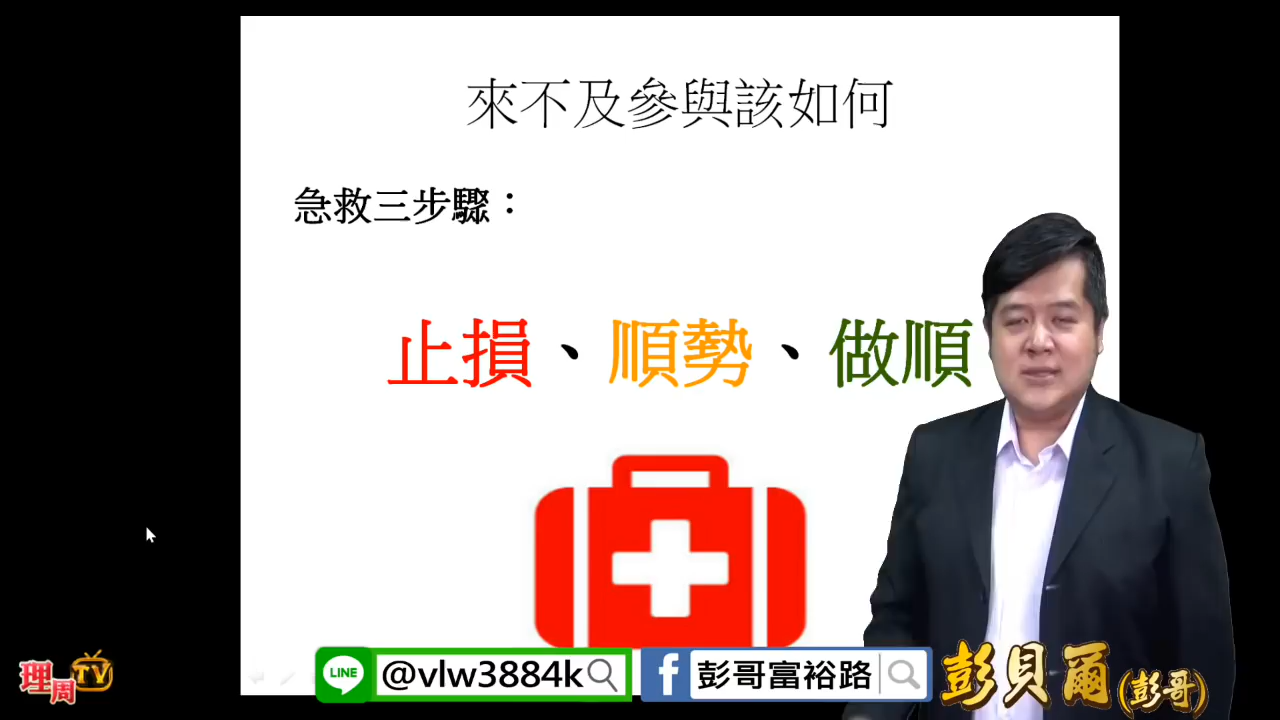 來不及參與該如何
急救三步驟：
止損、順勢、做順
理周TV
LINE @vlw3884k
f 彭哥富裕路
彭貝爾(彭哥)